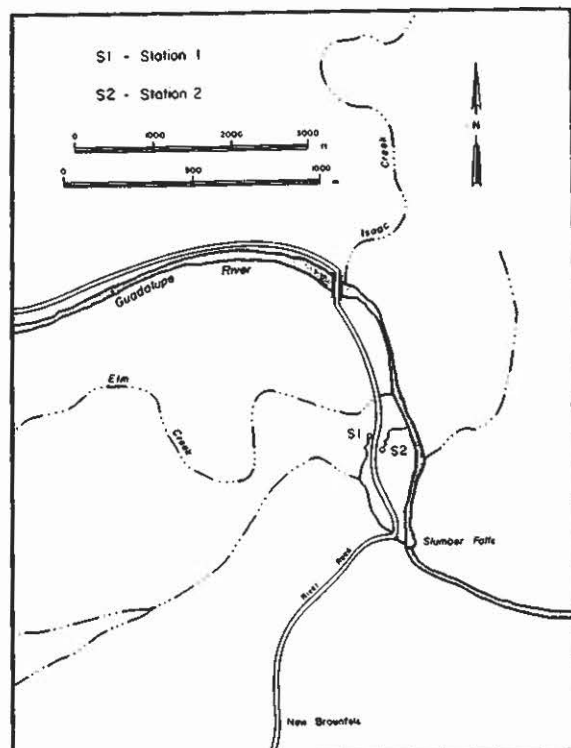 S1 - Station 1
S2 - Station 2
0 1000 2000 3000
0 500 1000
m
N
Creek
Isaac
Guadalupe River
Elm
Creek
S1
S2
Slumber Falls
River Road
New Braunfels